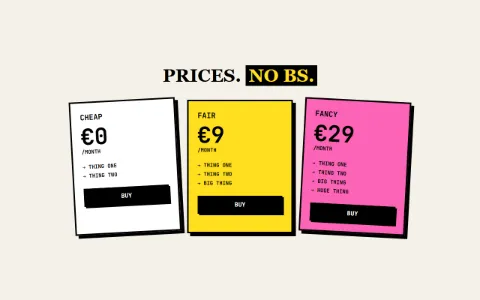 PRICES. NO BS.
CHEAP
€0
/MONTH
→ THING ONE
→ THING TWO
BUY
FAIR
€9
/MONTH
→ THING ONE
→ THING TWO
→ BIG THING
BUY
FANCY
€29
/MONTH
→ THING ONE
→ THING TWO
→ BIG THING
→ HUGE THING
BUY